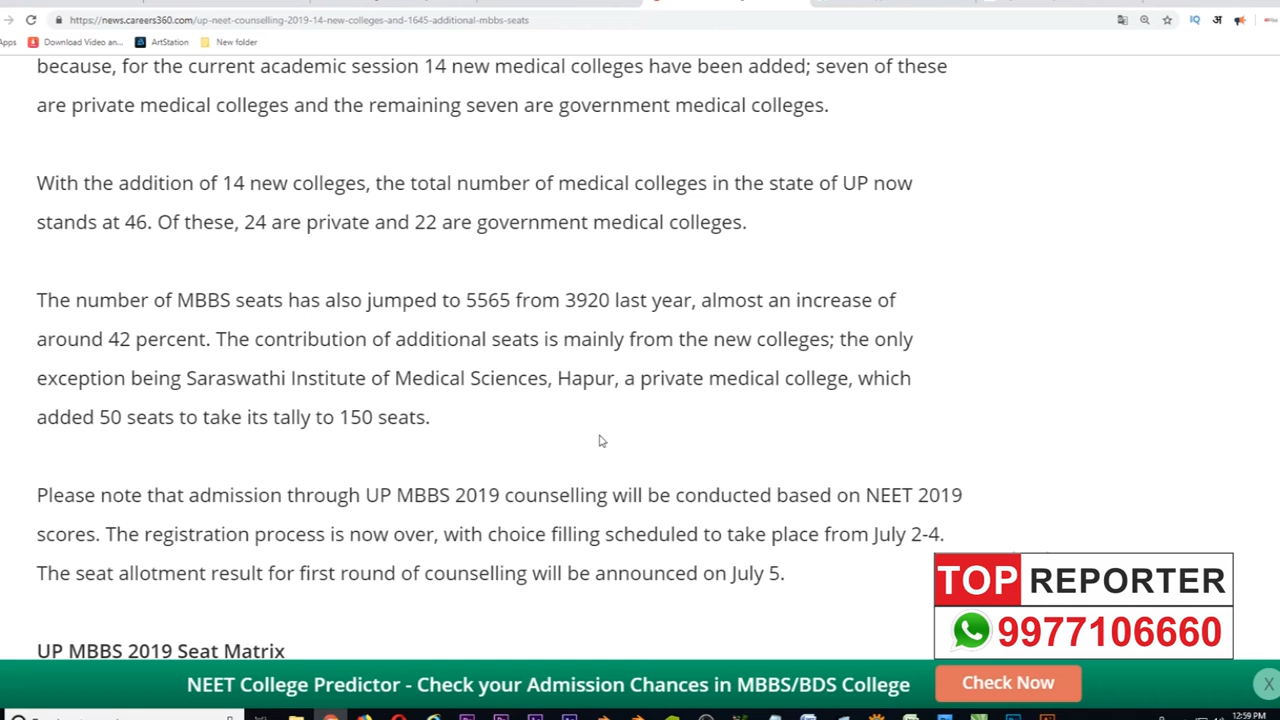 https://news.careers360.com/up-neet-counselling-2019-14-new-colleges-and-1645-additional-mbbs-seats
IQ अ
Apps Download Video an... ArtStation New folder
because, for the current academic session 14 new medical colleges have been added; seven of these
are private medical colleges and the remaining seven are government medical colleges.
With the addition of 14 new colleges, the total number of medical colleges in the state of UP now
stands at 46. Of these, 24 are private and 22 are government medical colleges.
The number of MBBS seats has also jumped to 5565 from 3920 last year, almost an increase of
around 42 percent. The contribution of additional seats is mainly from the new colleges; the only
exception being Saraswathi Institute of Medical Sciences, Hapur, a private medical college, which
added 50 seats to take its tally to 150 seats.
Please note that admission through UP MBBS 2019 counselling will be conducted based on NEET 2019
scores. The registration process is now over, with choice filling scheduled to take place from July 2-4.
The seat allotment result for first round of counselling will be announced on July 5.
TOP REPORTER
9977106660
UP MBBS 2019 Seat Matrix
NEET College Predictor - Check your Admission Chances in MBBS/BDS College
Check Now
X
12:59 PM